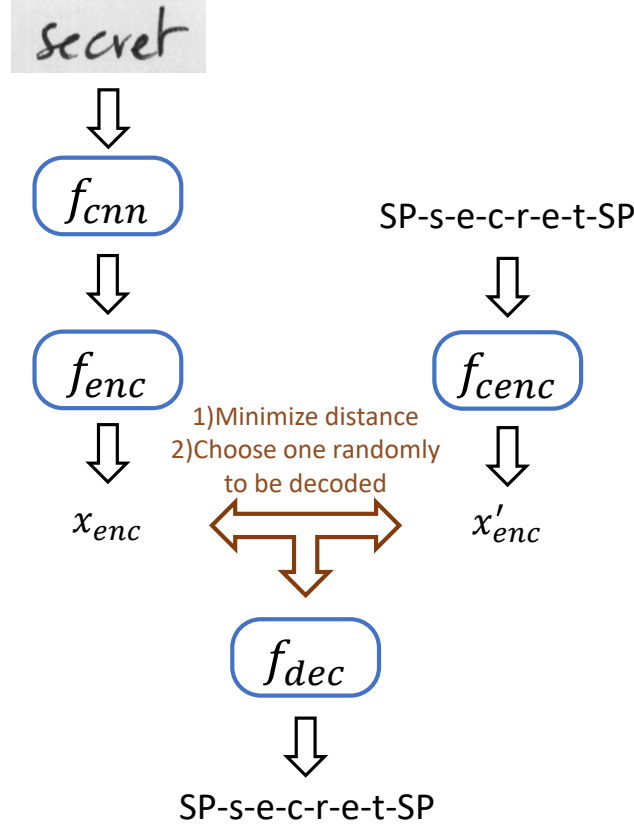 secret
f_cnn
SP-s-e-c-r-e-t-SP
f_enc
f_cenc
1)Minimize distance
2)Choose one randomly
to be decoded
x_enc
x'_enc
f_dec
SP-s-e-c-r-e-t-SP